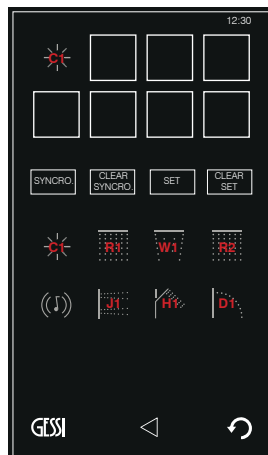 12:30
C1
SYNCRO. CLEAR SYNCRO. SET CLEAR SET
C1 R1 W1 R2
J1 H1 D1
GESSI